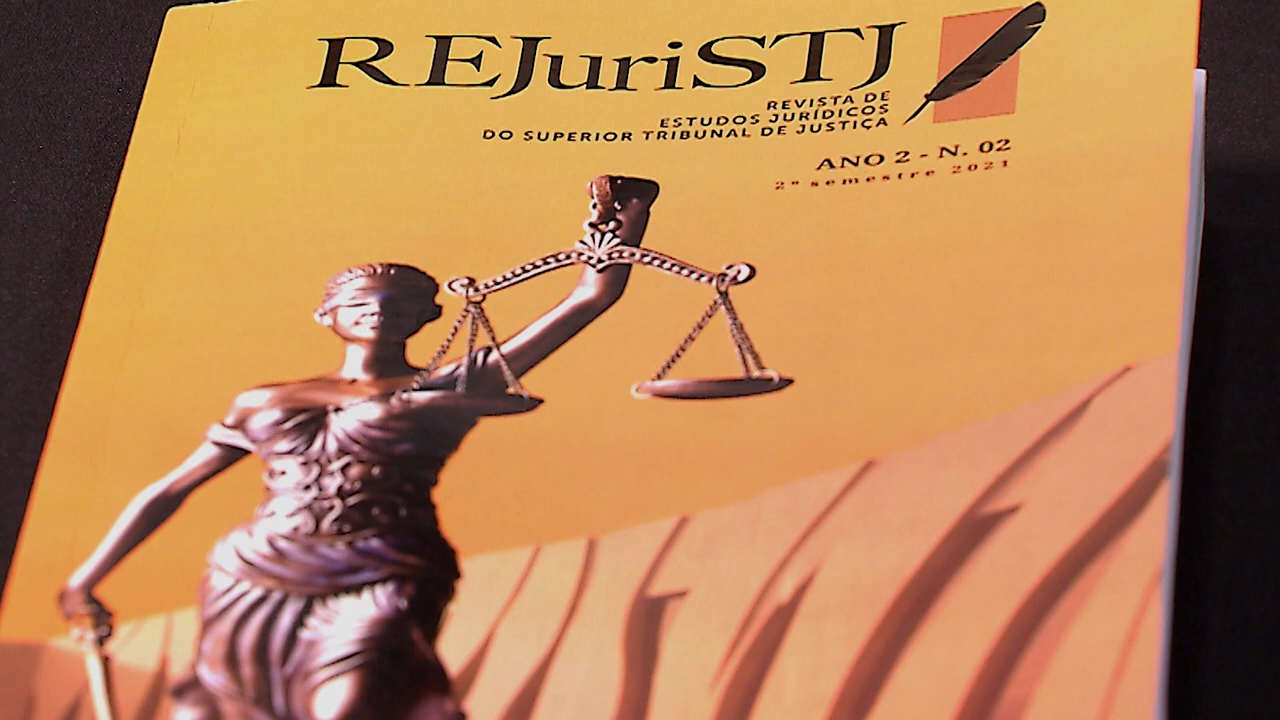 REJuriSTJ
REVISTA DE
ESTUDOS JURÍDICOS
DO SUPERIOR TRIBUNAL DE JUSTIÇA
ANO 2 - N. 02
2º semestre 2021